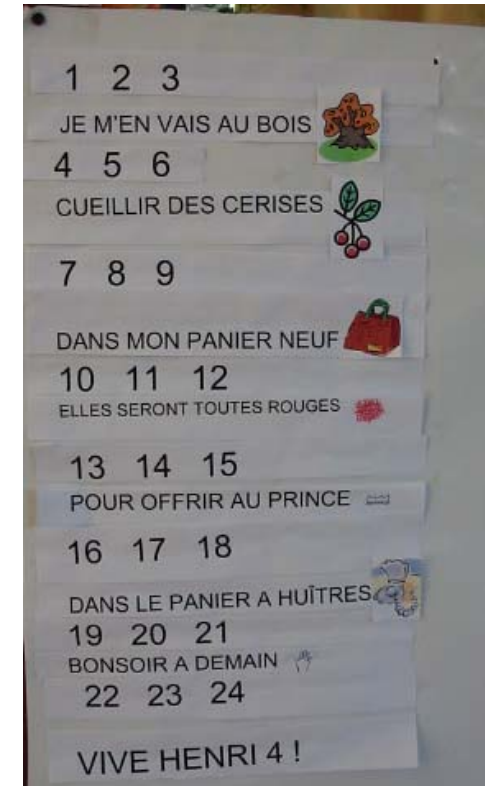 1 2 3
JE M'EN VAIS AU BOIS
4 5 6
CUEILLIR DES CERISES
7 8 9
DANS MON PANIER NEUF
10 11 12
ELLES SERONT TOUTES ROUGES
13 14 15
POUR OFFRIR AU PRINCE
16 17 18
DANS LE PANIER A HUÎTRES
19 20 21
BONSOIR A DEMAIN
22 23 24
VIVE HENRI 4 !